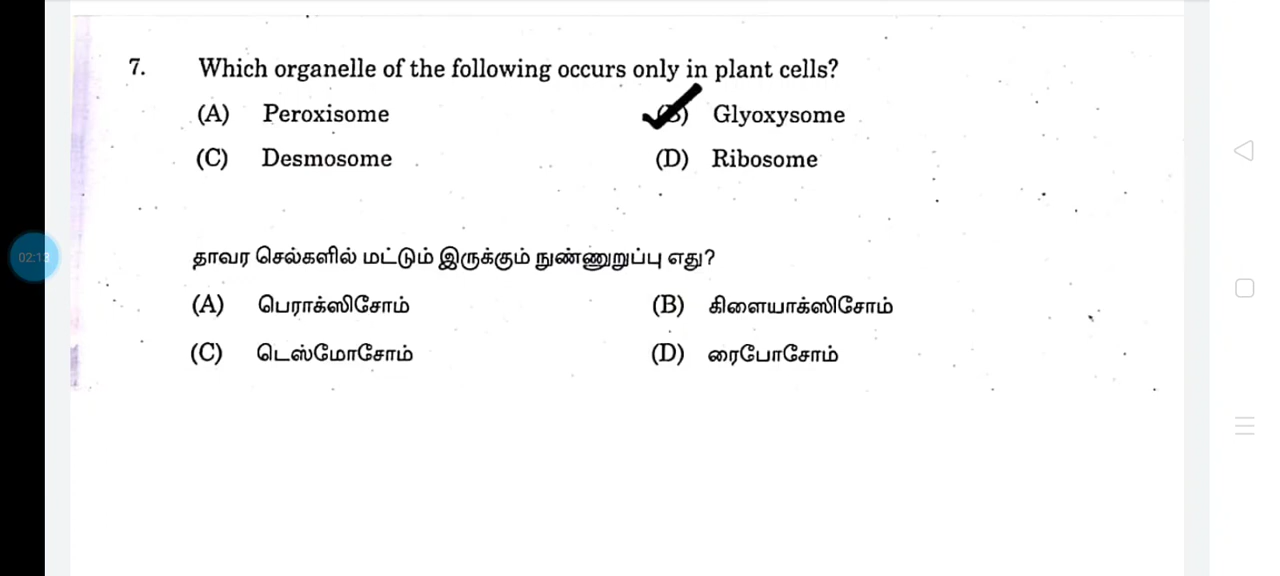 7. Which organelle of the following occurs only in plant cells?
(A) Peroxisome (B) Glyoxysome
(C) Desmosome (D) Ribosome
தாவர செல்களில் மட்டும் இருக்கும் நுண்ணுறுப்பு எது?
02:13
(A) பெராக்ஸிசோம் (B) கிளையாக்ஸிசோம்
(C) டெஸ்மோசோம் (D) ரைபோசோம்